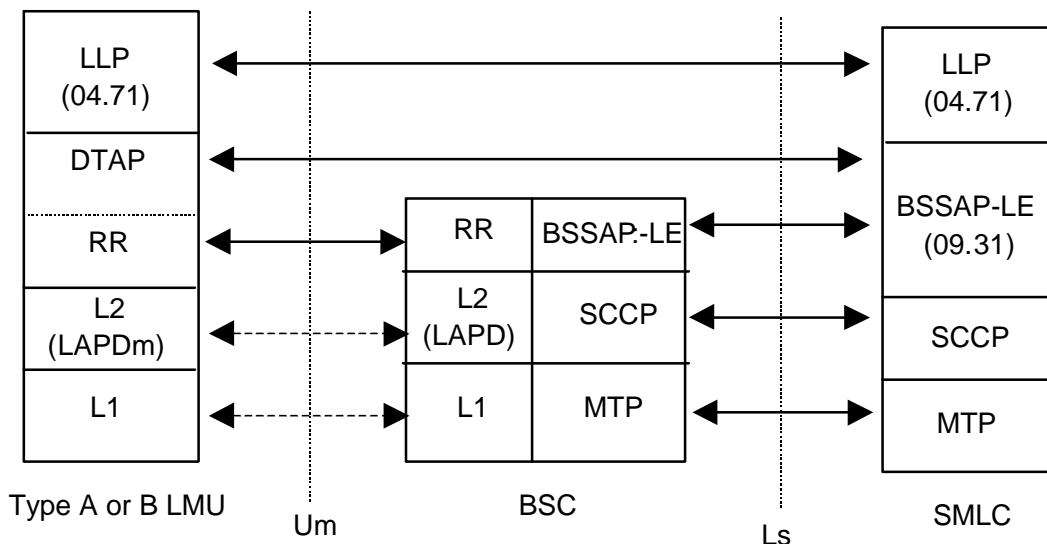 LLP
(04.71)
DTAP
RR
L2
(LAPDm)
L1
Type A or B LMU
Um
RR
BSSAP.-LE
L2
(LAPD)
SCCP
L1
MTP
BSC
Ls
LLP
(04.71)
BSSAP-LE
(09.31)
SCCP
MTP
SMLC